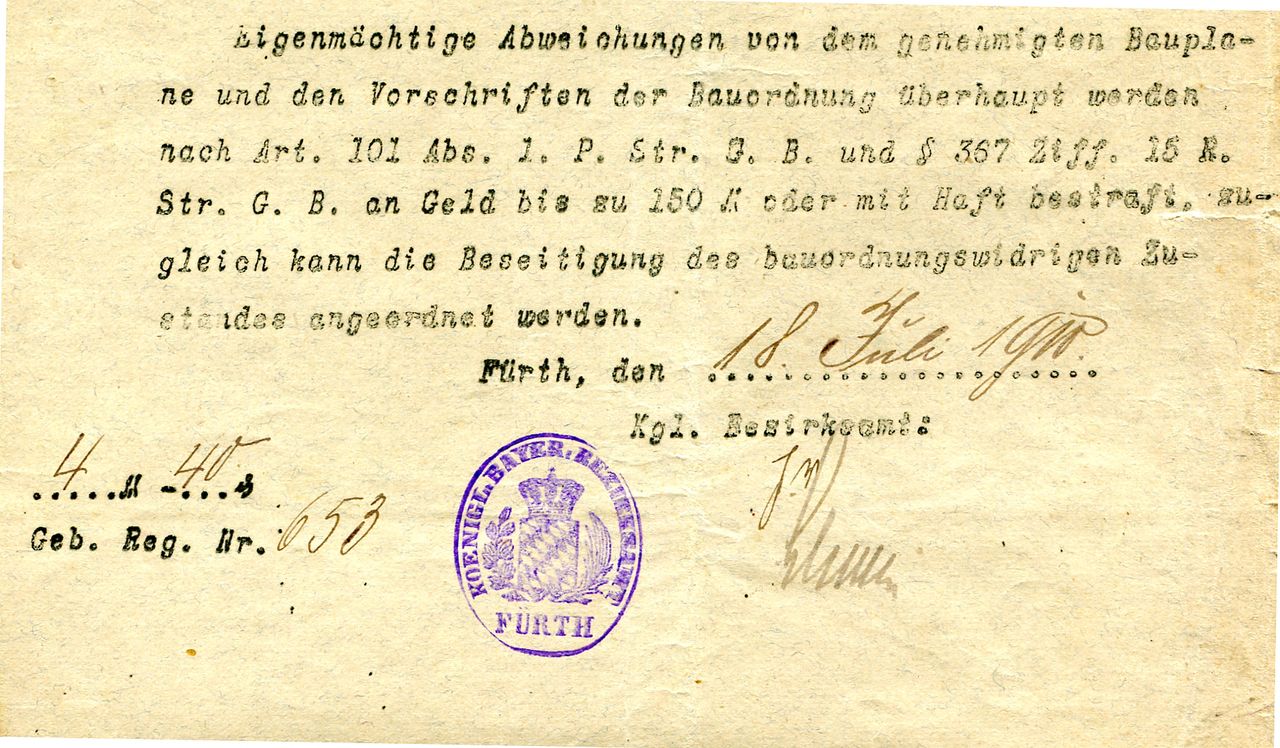 Eigenmächtige Abweichungen von dem genehmigten Baupla-
ne und den Vorschriften der Bauordnung überhaupt werden
nach Art. 101 Abs. 1. P. Str. G. B. und § 367 Ziff. 15 R.
Str. G. B. an Geld bis zu 150 M oder mit Haft bestraft, zu-
gleich kann die Beseitigung des bauordnungswidrigen Zu-
standes angeordnet werden.
Fürth, den 18. Juli 1910.
Kgl. Bezirksamt:
4 M - 40 ₰
Geb. Reg. Nr. 653
KOENIGL. BAYER. BEZIRKSAMT
FÜRTH